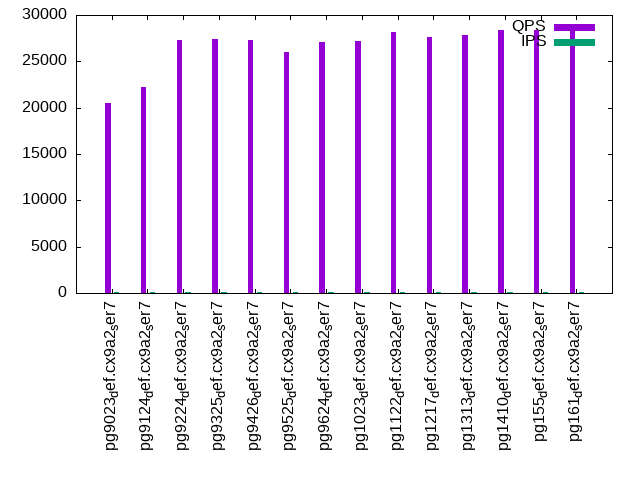 30000
25000
20000
15000
10000
5000
0
QPS
IPS
pg9023def.cx9a2ser7
pg9124def.cx9a2ser7
pg9224def.cx9a2ser7
pg9325def.cx9a2ser7
pg9426def.cx9a2ser7
pg9525def.cx9a2ser7
pg9624def.cx9a2ser7
pg1023def.cx9a2ser7
pg1122def.cx9a2ser7
pg1217def.cx9a2ser7
pg1313def.cx9a2ser7
pg1410def.cx9a2ser7
pg155def.cx9a2ser7
pg161def.cx9a2ser7